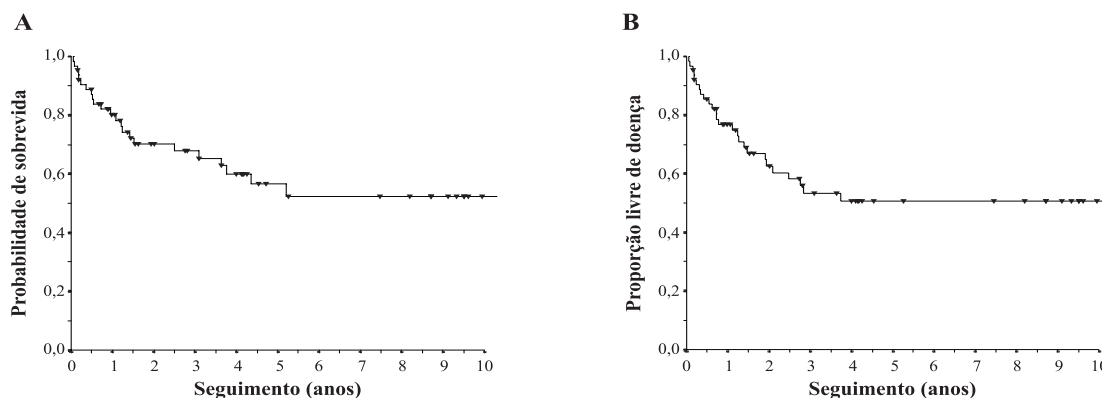 A
Probabilidade de sobrevida
1,0
0,8
0,6
0,4
0,2
0,0
0 1 2 3 4 5 6 7 8 9 10
Seguimento (anos)
B
Proporção livre de doença
1,0
0,8
0,6
0,4
0,2
0,0
0 1 2 3 4 5 6 7 8 9 10
Seguimento (anos)